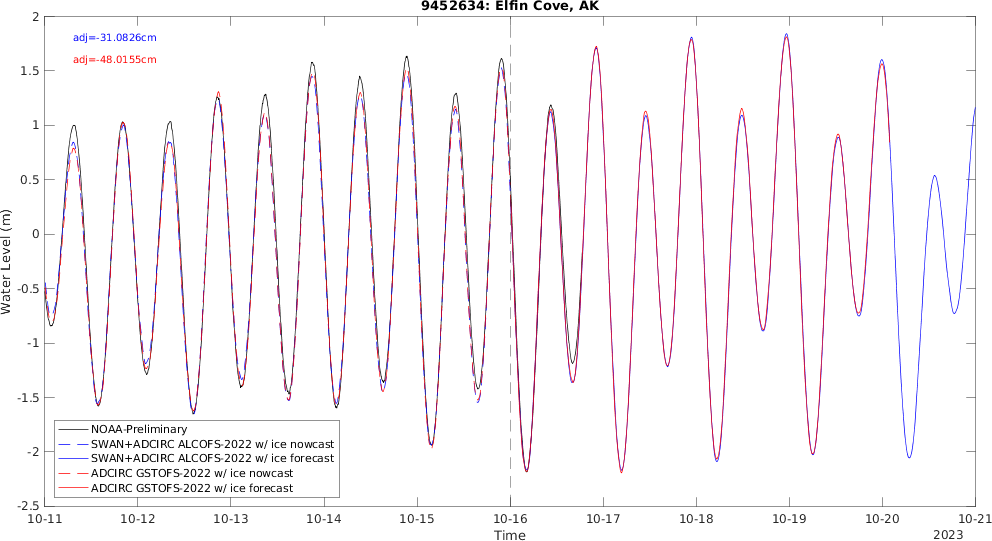 9452634: Elfin Cove, AK
adj=-31.0826cm
adj=-48.0155cm
Water Level (m)
2
1.5
1
0.5
0
-0.5
-1
-1.5
-2
-2.5
NOAA-Preliminary
SWAN+ADCIRC ALCOFS-2022 w/ ice nowcast
SWAN+ADCIRC ALCOFS-2022 w/ ice forecast
ADCIRC GSTOFS-2022 w/ ice nowcast
ADCIRC GSTOFS-2022 w/ ice forecast
10-11 10-12 10-13 10-14 10-15 10-16 10-17 10-18 10-19 10-20 10-21
Time
2023